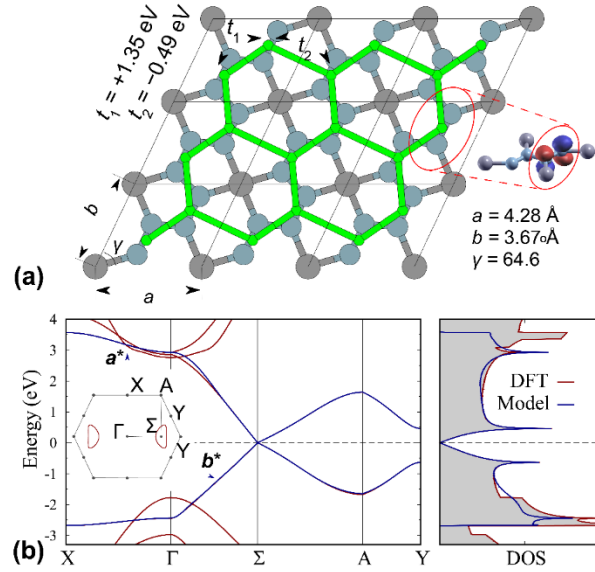 (a)
t1 = +1.35 eV
t2 = −0.49 eV
t1
t2
b
γ
a
a = 4.28 Å
b = 3.67 Å
γ = 64.6
(b)
Energy (eV)
4
3
2
1
0
-1
-2
-3
a*
b*
X A
Y
Γ Σ
Y
X Γ Σ A Y
DFT
Model
DOS